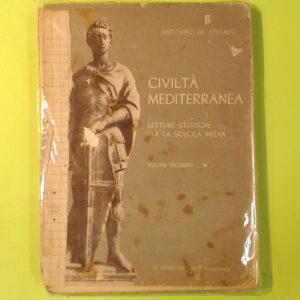 ANTONINO DE STEFANO
CIVILTÀ
MEDITERRANEA
LETTURE STORICHE
PER LA SCUOLA MEDIA
VOLUME SECONDO